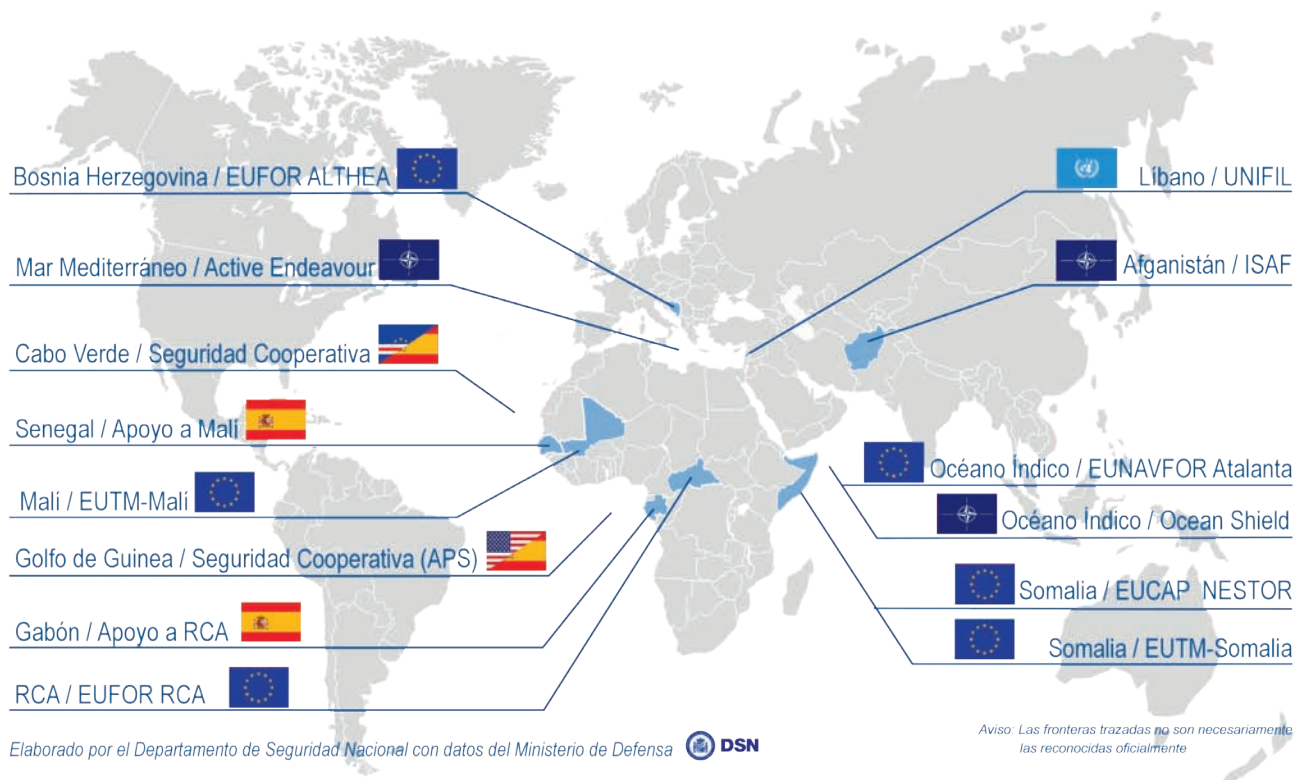 Bosnia Herzegovina / EUFOR ALTHEA
Mar Mediterráneo / Active Endeavour
Cabo Verde / Seguridad Cooperativa
Senegal / Apoyo a Malí
Malí / EUTM-Malí
Golfo de Guinea / Seguridad Cooperativa (APS)
Gabón / Apoyo a RCA
RCA / EUFOR RCA
Líbano / UNIFIL
Afganistán / ISAF
Océano Índico / EUNAVFOR Atalanta
Océano Índico / Ocean Shield
Somalia / EUCAP NESTOR
Somalia / EUTM-Somalia
Elaborado por el Departamento de Seguridad Nacional con datos del Ministerio de Defensa
DSN
Aviso: Las fronteras trazadas no son necesariamente
las reconocidas oficialmente